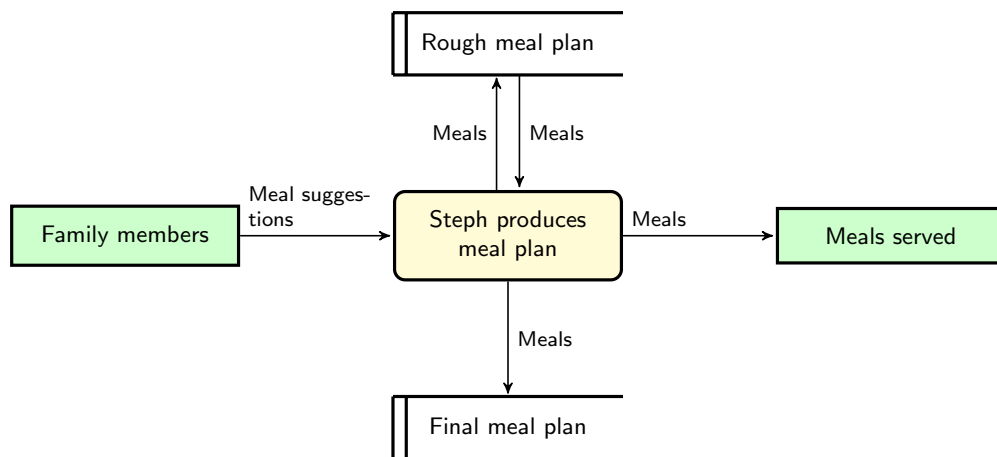 Rough meal plan
Meals
Meals
Meal sugges-
tions
Family members
Steph produces
meal plan
Meals
Meals served
Meals
Final meal plan